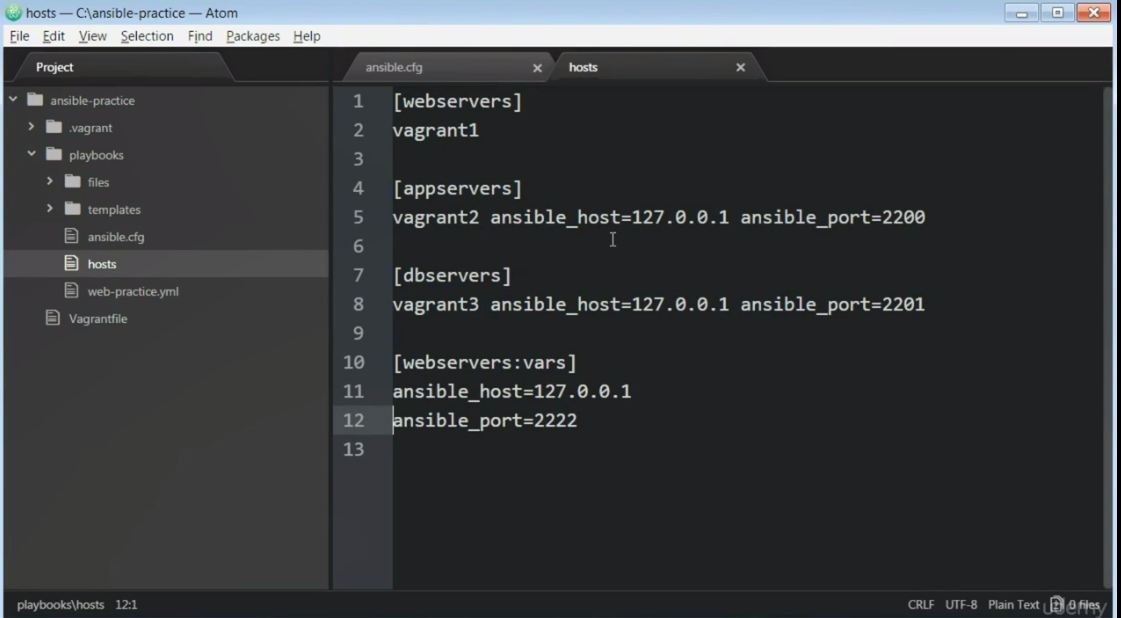 hosts — C:\ansible-practice — Atom
File Edit View Selection Find Packages Help
Project
ansible.cfg
hosts
ansible-practice
.vagrant
playbooks
files
templates
ansible.cfg
hosts
web-practice.yml
Vagrantfile
1 [webservers]
2 vagrant1
3
4 [appservers]
5 vagrant2 ansible_host=127.0.0.1 ansible_port=2200
6
7 [dbservers]
8 vagrant3 ansible_host=127.0.0.1 ansible_port=2201
9
10 [webservers:vars]
11 ansible_host=127.0.0.1
12 ansible_port=2222
13
playbooks\hosts 12:1
CRLF UTF-8 Plain Text 0 files
udemy